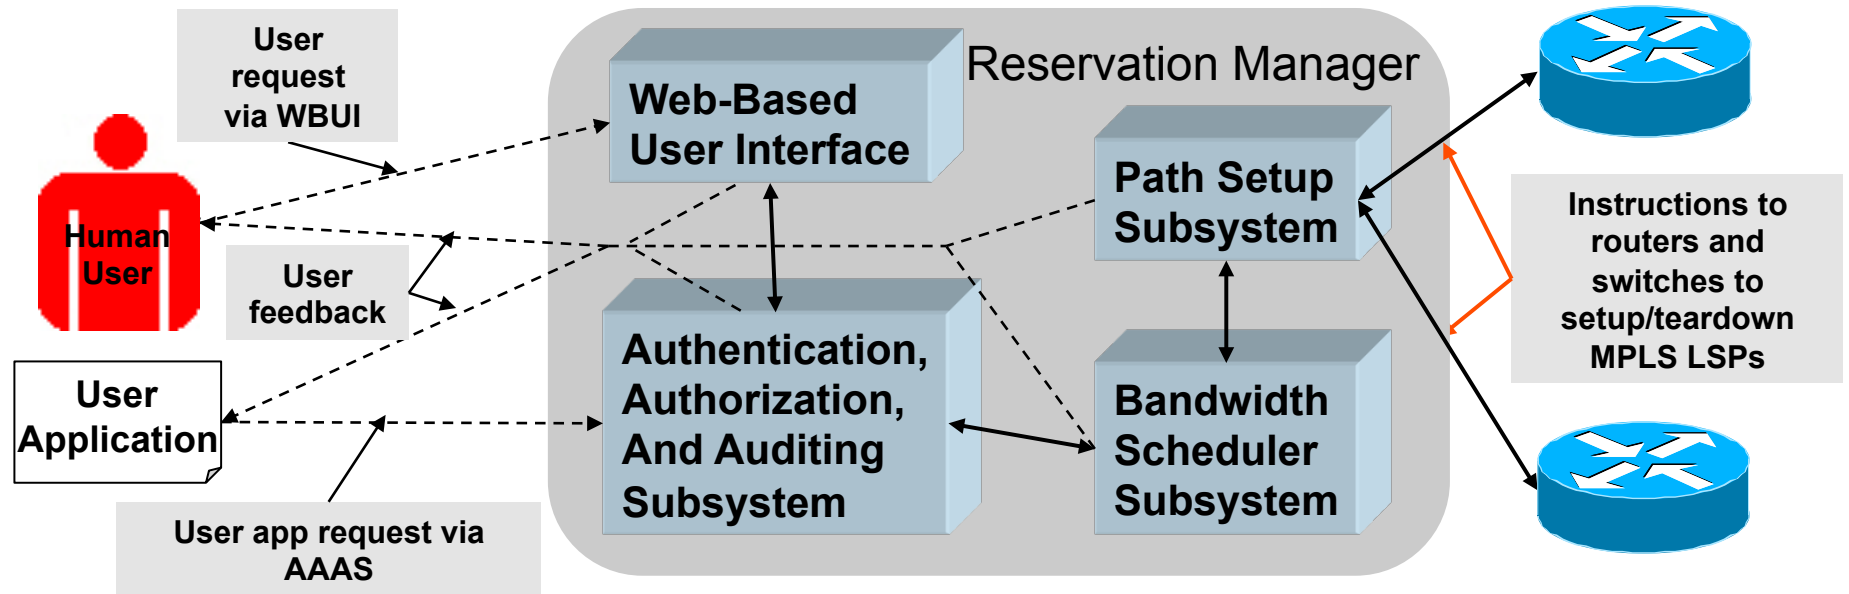 User
request
via WBUI
Reservation Manager
Web-Based
User Interface
Path Setup
Subsystem
Human
User
User
feedback
Instructions to
routers and
switches to
setup/teardown
MPLS LSPs
Authentication,
Authorization,
And Auditing
Subsystem
Bandwidth
Scheduler
Subsystem
User
Application
User app request via
AAAS